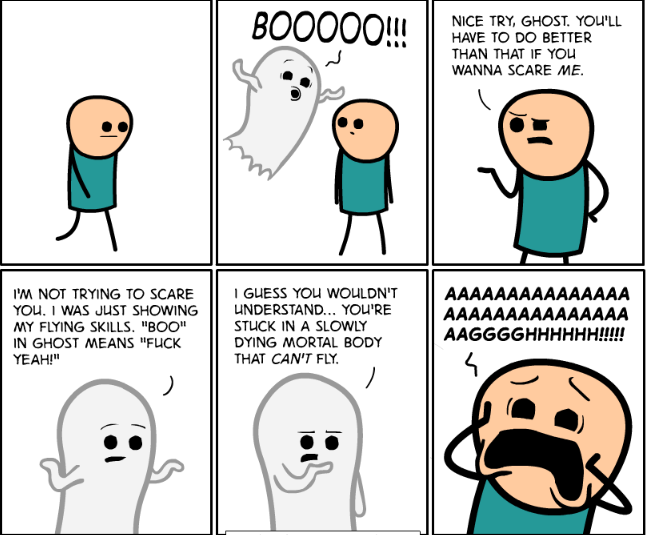 BOOOOO!!!
NICE TRY, GHOST. YOU'LL
HAVE TO DO BETTER
THAN THAT IF YOU
WANNA SCARE ME.
I'M NOT TRYING TO SCARE
YOU. I WAS JUST SHOWING
MY FLYING SKILLS. "BOO"
IN GHOST MEANS "FUCK
YEAH!"
I GUESS YOU WOULDN'T
UNDERSTAND... YOU'RE
STUCK IN A SLOWLY
DYING MORTAL BODY
THAT CAN'T FLY.
AAAAAAAAAAAAAAA
AAAAAAAAAAAAAAA
AAGGGGHHHHHH!!!!!